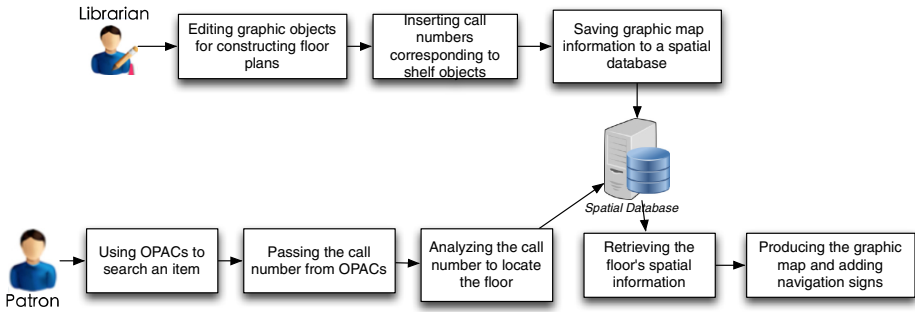 Librarian
Editing graphic objects
for constructing floor
plans
Inserting call
numbers
corresponding to
shelf objects
Saving graphic map
information to a spatial
database
Spatial Database
Patron
Using OPACs to
search an item
Passing the call
number from OPACs
Analyzing the call
number to locate
the floor
Retrieving the
floor's spatial
information
Producing the graphic
map and adding
navigation signs